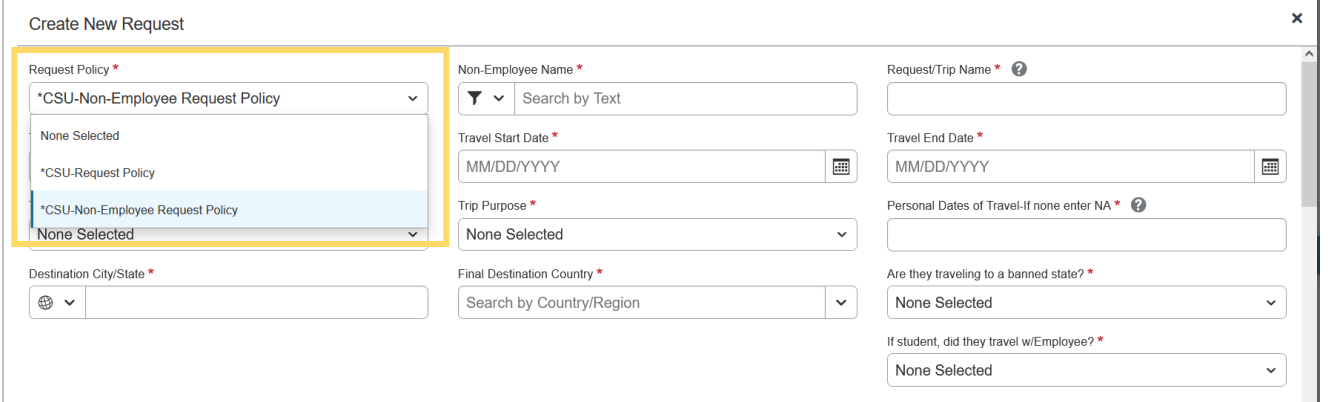 Create New Request
Request Policy *
Non-Employee Name *
Request/Trip Name *
*CSU-Non-Employee Request Policy
Search by Text
None Selected
*CSU-Request Policy
*CSU-Non-Employee Request Policy
Travel Start Date *
Travel End Date *
MM/DD/YYYY
MM/DD/YYYY
Trip Purpose *
Personal Dates of Travel-If none enter NA *
None Selected
None Selected
Destination City/State *
Final Destination Country *
Are they traveling to a banned state? *
Search by Country/Region
None Selected
If student, did they travel w/Employee? *
None Selected